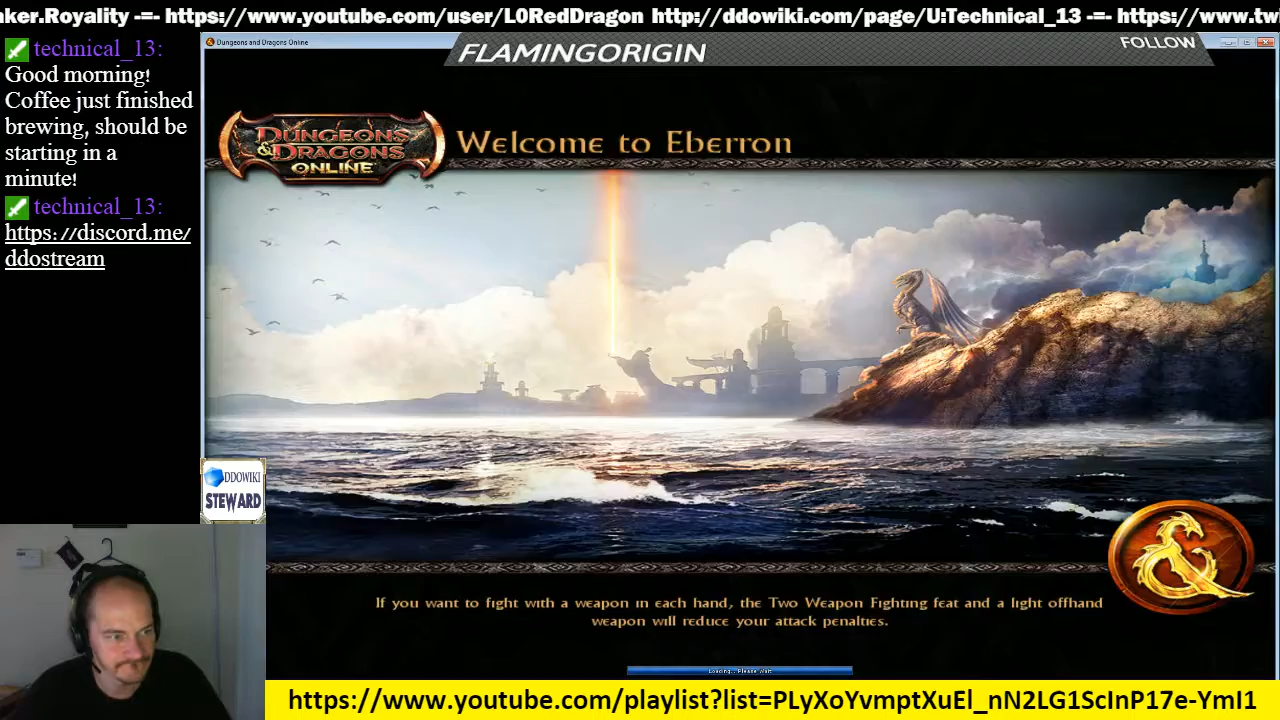 nker.Royality -=- https://www.youtube.com/user/L0RedDragon http://ddowiki.com/page/U:Technical_13 -=- https://www.tw
technical_13:
Good morning!
Coffee just finished
brewing, should be
starting in a
minute!
technical_13:
https://discord.me/
ddostream
Dungeons and Dragons Online
FLAMINGORIGIN
FOLLOW
DUNGEONS
& DRAGONS
ONLINE
Welcome to Eberron
DDOWIKI
STEWARD
If you want to fight with a weapon in each hand, the Two Weapon Fighting feat and a light offhand
weapon will reduce your attack penalties.
Loading... Please Wait
https://www.youtube.com/playlist?list=PLyXoYvmptXuEl_nN2LG1ScInP17e-YmI1